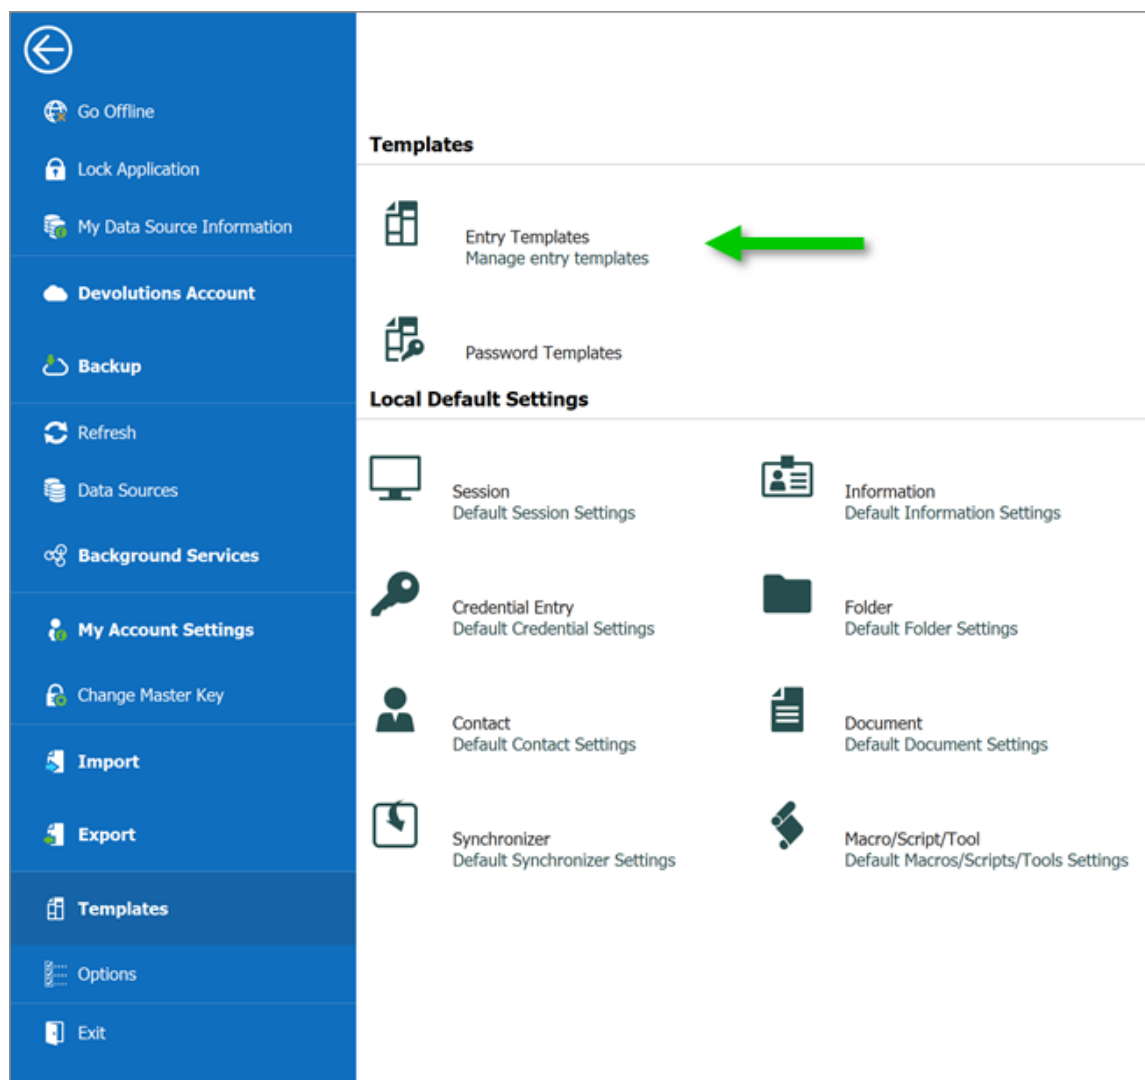 Go Offline
Lock Application
My Data Source Information
Devolutions Account
Backup
Refresh
Data Sources
Background Services
My Account Settings
Change Master Key
Import
Export
Templates
Options
Exit
Templates
Entry Templates
Manage entry templates
Password Templates
Local Default Settings
Session
Default Session Settings
Information
Default Information Settings
Credential Entry
Default Credential Settings
Folder
Default Folder Settings
Contact
Default Contact Settings
Document
Default Document Settings
Synchronizer
Default Synchronizer Settings
Macro/Script/Tool
Default Macros/Scripts/Tools Settings